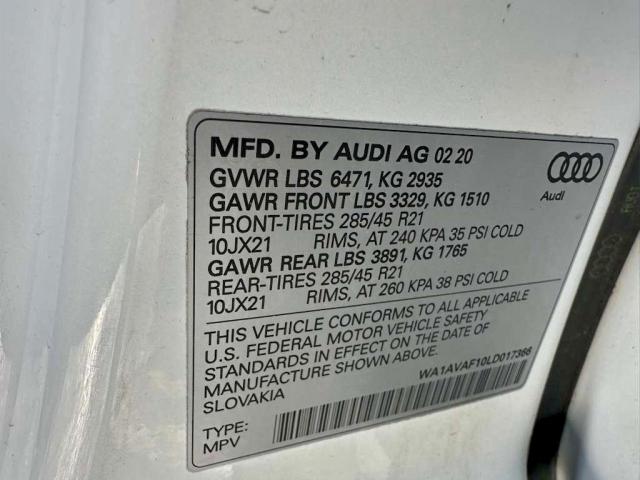 MFD. BY AUDI AG 02 20
GVWR LBS 6471, KG 2935
GAWR FRONT LBS 3329, KG 1510
FRONT-TIRES 285/45 R21
10JX21 RIMS, AT 240 KPA 35 PSI COLD
GAWR REAR LBS 3891, KG 1765
REAR-TIRES 285/45 R21
10JX21 RIMS, AT 260 KPA 38 PSI COLD
Audi
THIS VEHICLE CONFORMS TO ALL APPLICABLE
U.S. FEDERAL MOTOR VEHICLE SAFETY
STANDARDS IN EFFECT ON THE DATE OF
MANUFACTURE SHOWN ABOVE.
SLOVAKIA
WA1AVAF10LD017366
TYPE:
MPV